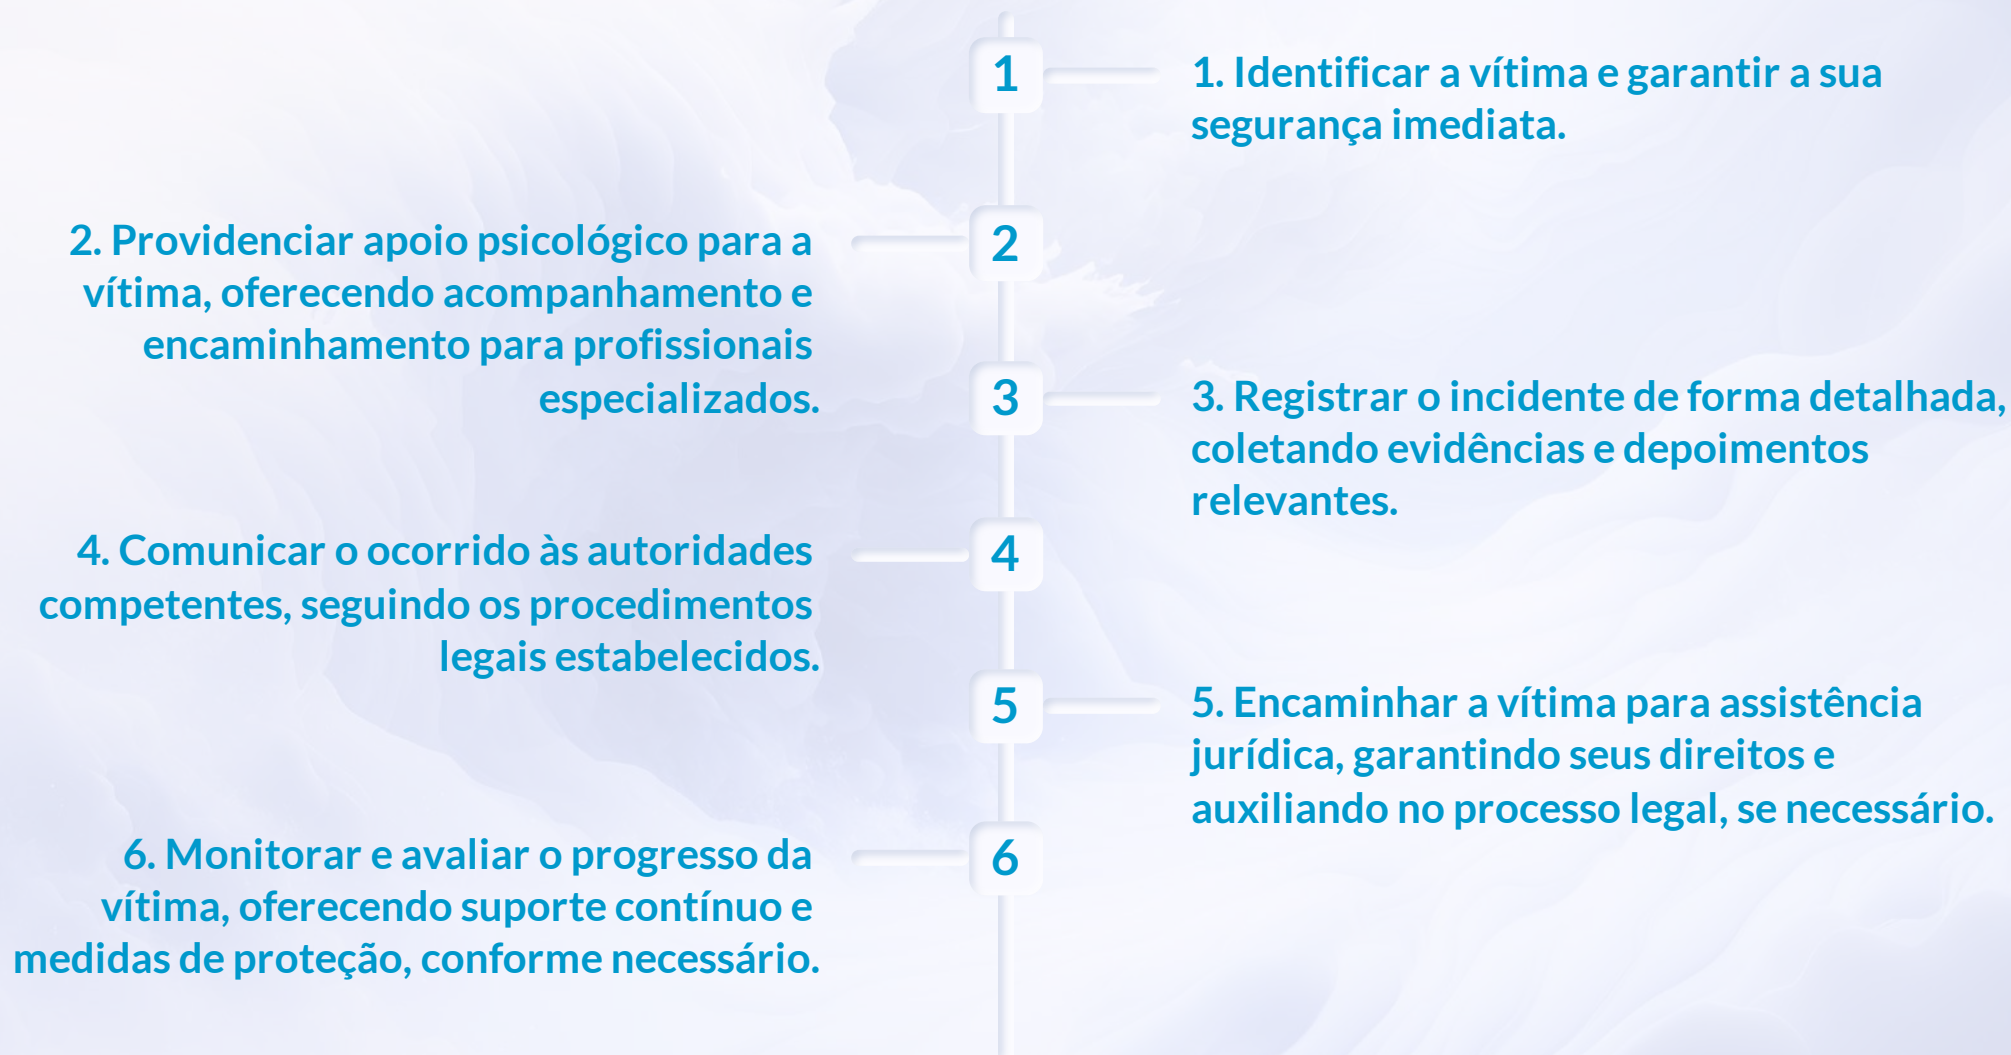 1
1. Identificar a vítima e garantir a sua
segurança imediata.
2
2. Providenciar apoio psicológico para a
vítima, oferecendo acompanhamento e
encaminhamento para profissionais
especializados.
3
3. Registrar o incidente de forma detalhada,
coletando evidências e depoimentos
relevantes.
4
4. Comunicar o ocorrido às autoridades
competentes, seguindo os procedimentos
legais estabelecidos.
5
5. Encaminhar a vítima para assistência
jurídica, garantindo seus direitos e
auxiliando no processo legal, se necessário.
6
6. Monitorar e avaliar o progresso da
vítima, oferecendo suporte contínuo e
medidas de proteção, conforme necessário.